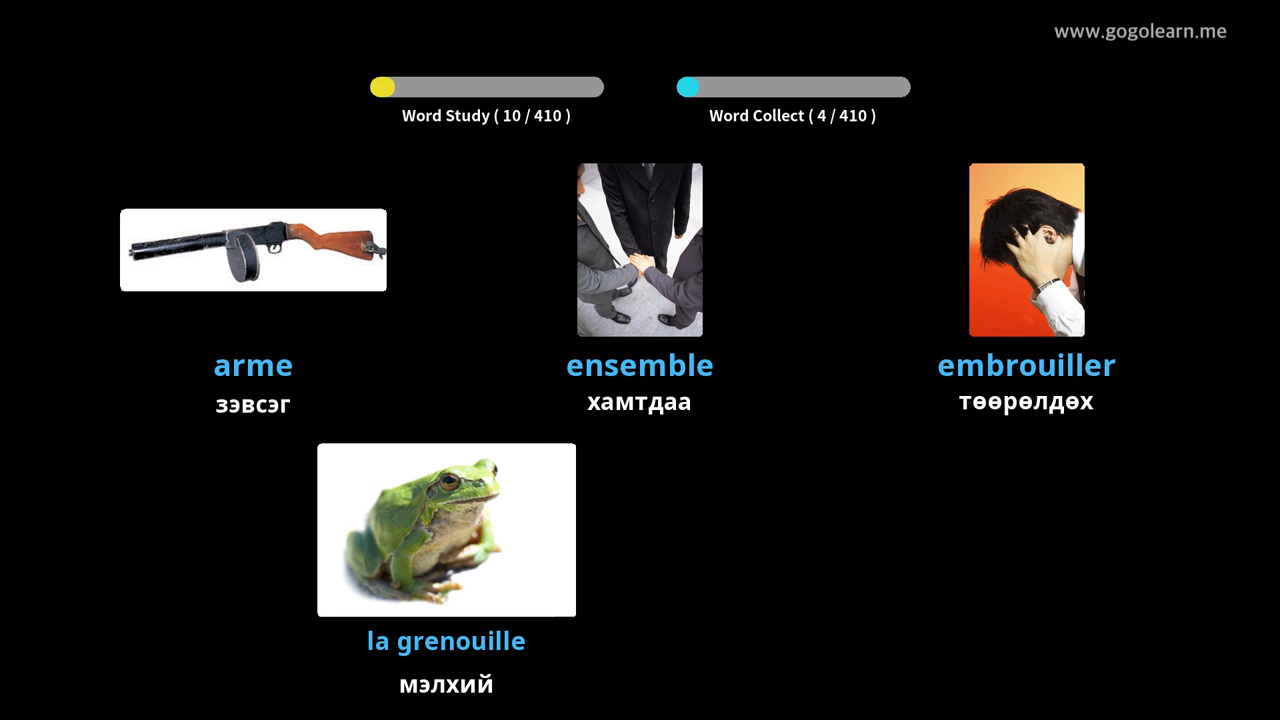 www.gogolearn.me
Word Study ( 10 / 410 )
Word Collect ( 4 / 410 )
arme
зэвсэг
ensemble
хамтдаа
embrouiller
төөрөлдөх
la grenouille
мэлхий